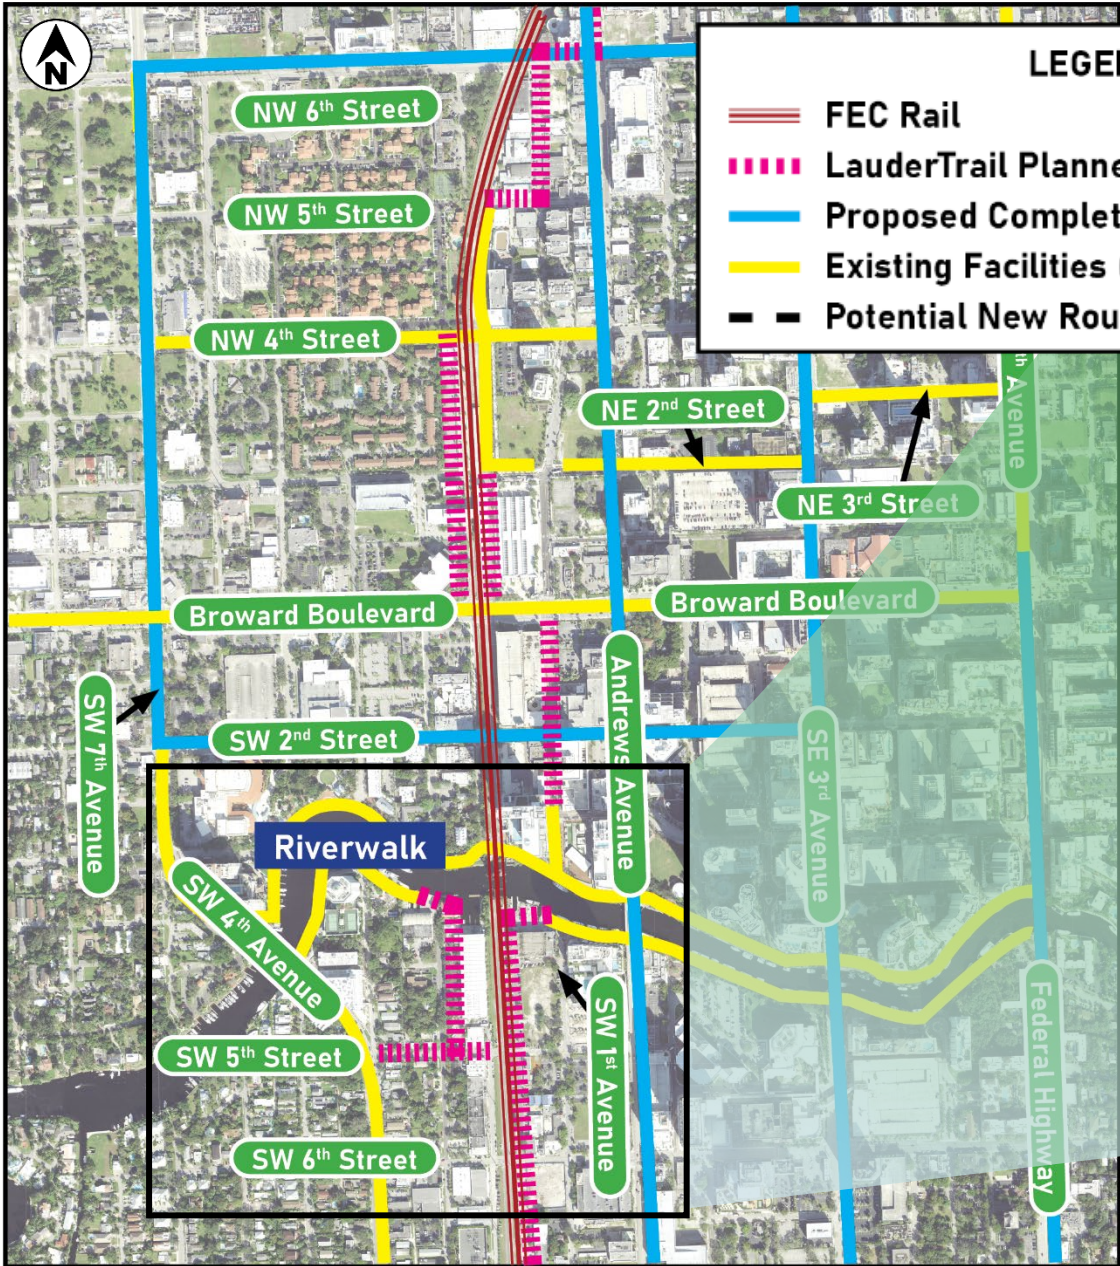 N
LEGE
FEC Rail
LauderTrail Planne
Proposed Complet
Existing Facilities
Potential New Rou
NW 6th Street
NW 5th Street
NW 4th Street
NE 2nd Street
th Avenue
NE 3rd Street
Broward Boulevard
Broward Boulevard
SW 7th Avenue
SW 2nd Street
Andrews Avenue
SE 3rd Avenue
Riverwalk
SW 4th Avenue
SW 5th Street
SW 1st Avenue
Federal Highway
SW 6th Street